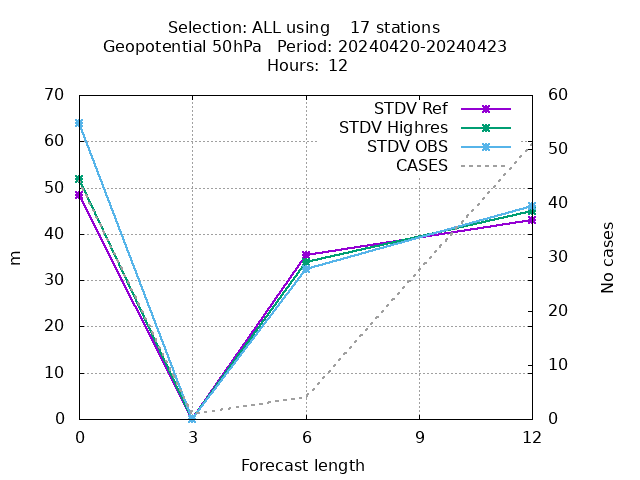 Selection: ALL using    17 stations
Geopotential 50hPa   Period: 20240420-20240423
Hours: 12
70
60
50
40
30
20
10
0
m
60
50
40
30
20
10
0
No cases
STDV Ref
STDV Highres
STDV OBS
CASES
0
3
6
9
12
Forecast length